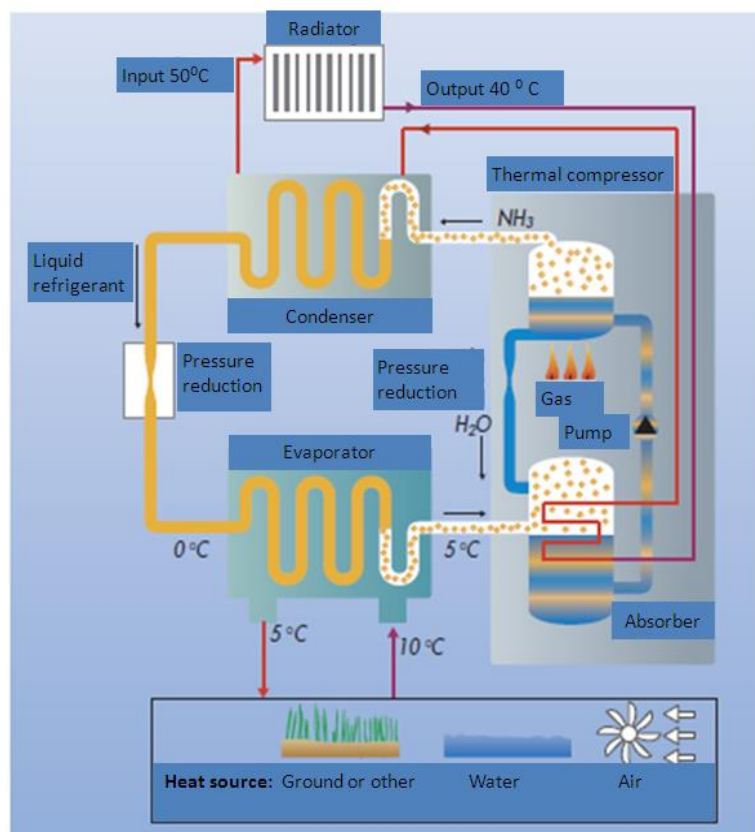 Radiator
Input 50⁰C
Output 40 ⁰ C
Thermal compressor
NH₃
Liquid
refrigerant
Condenser
Pressure
reduction
Pressure
reduction
Gas
H₂O
Pump
Evaporator
0 °C
5 °C
Absorber
5 °C
10 °C
Heat source: Ground or other Water Air